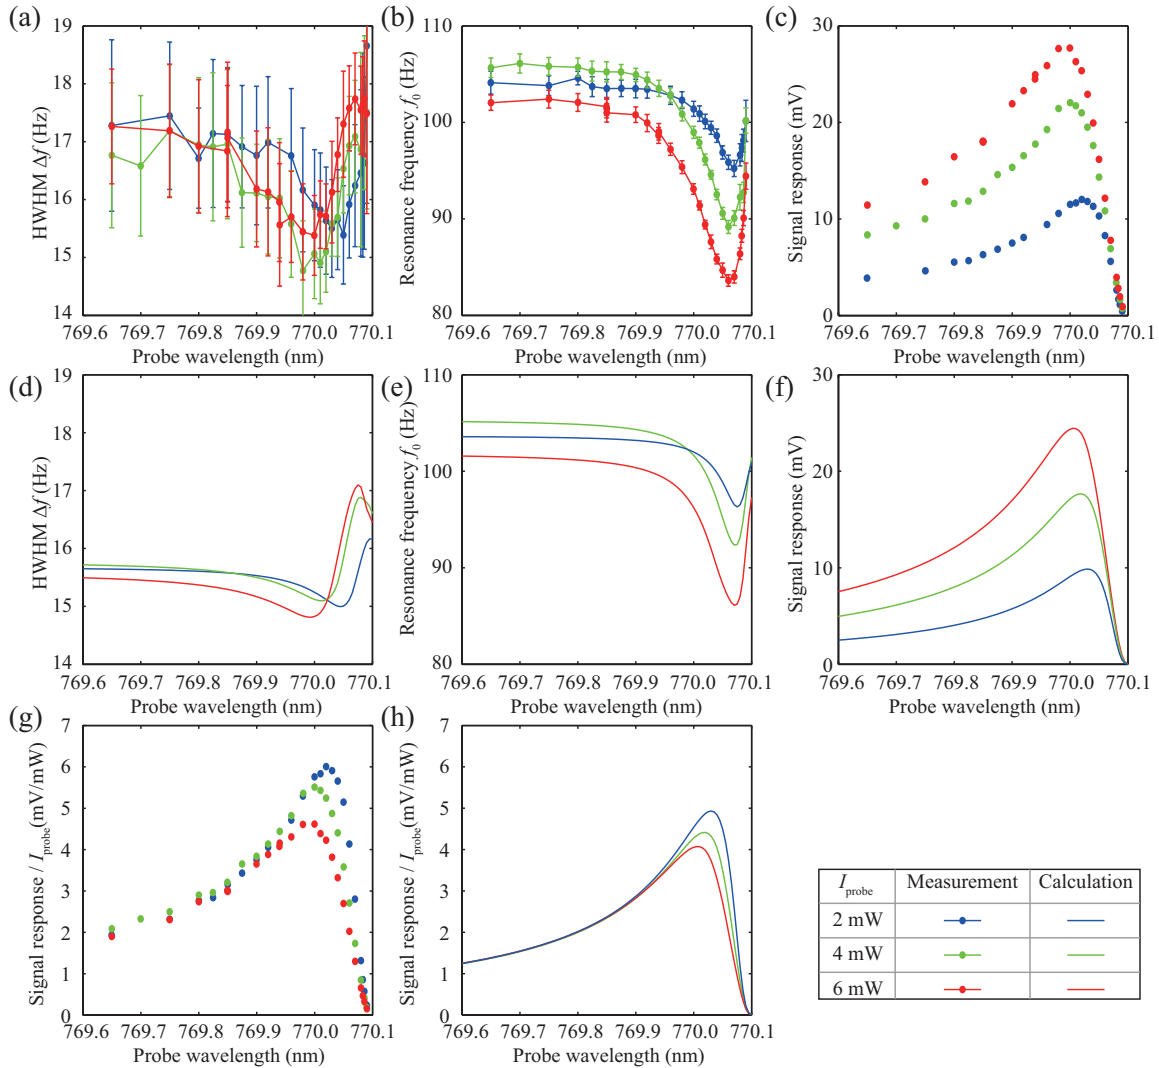 (a)
19
18
17
16
15
14
HWHM Δf (Hz)
769.6 769.7 769.8 769.9 770.0 770.1
Probe wavelength (nm)
(b)
110
100
90
80
Resonance frequency f0 (Hz)
769.6 769.7 769.8 769.9 770.0 770.1
Probe wavelength (nm)
(c)
30
20
10
0
Signal response (mV)
769.6 769.7 769.8 769.9 770.0 770.1
Probe wavelength (nm)
(d)
19
18
17
16
15
14
HWHM Δf (Hz)
769.6 769.7 769.8 769.9 770.0 770.1
Probe wavelength (nm)
(e)
110
100
90
80
Resonance frequency f0 (Hz)
769.6 769.7 769.8 769.9 770.0 770.1
Probe wavelength (nm)
(f)
30
20
10
0
Signal response (mV)
769.6 769.7 769.8 769.9 770.0 770.1
Probe wavelength (nm)
(g)
7
6
5
4
3
2
1
0
Signal response / Iprobe(mV/mW)
769.6 769.7 769.8 769.9 770.0 770.1
Probe wavelength (nm)
(h)
7
6
5
4
3
2
1
0
Signal response / Iprobe(mV/mW)
769.6 769.7 769.8 769.9 770.0 770.1
Probe wavelength (nm)
Iprobe Measurement Calculation
2 mW
4 mW
6 mW